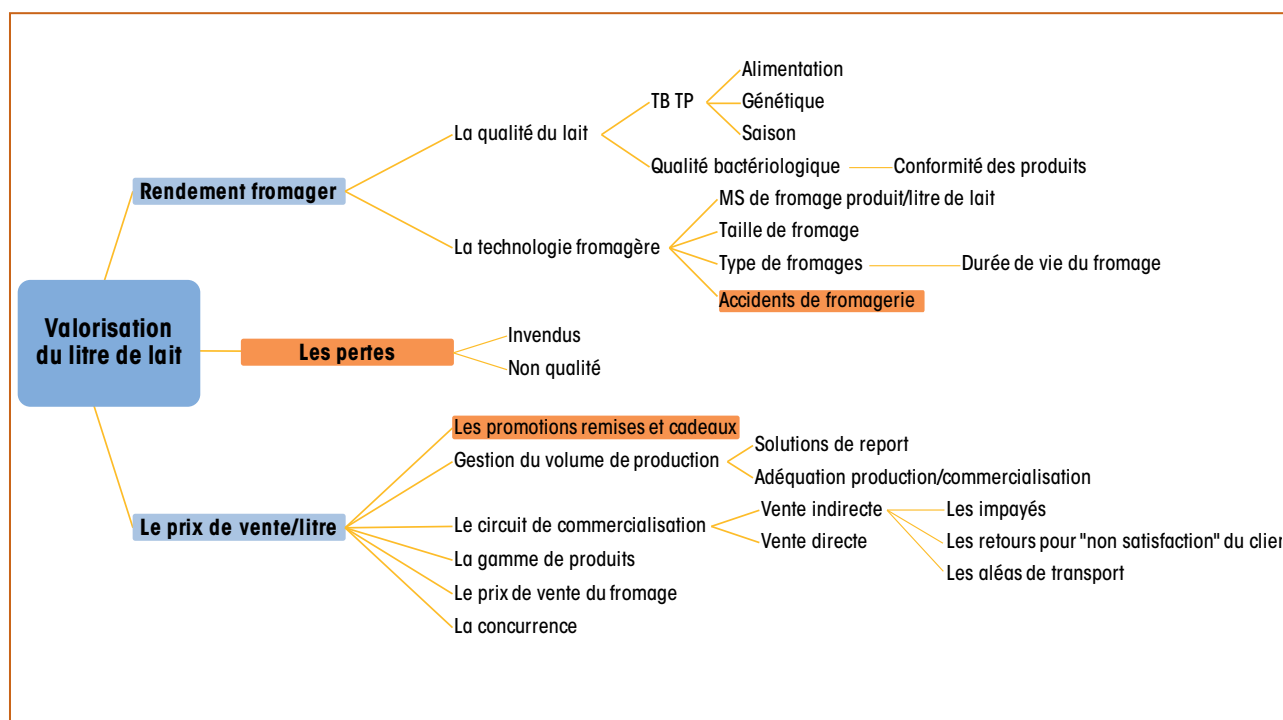 Alimentation
TB TP
Génétique
La qualité du lait
Saison
Qualité bactériologique
Conformité des produits
Rendement fromager
MS de fromage produit/litre de lait
Taille de fromage
La technologie fromagère
Type de fromages
Durée de vie du fromage
Accidents de fromagerie
Valorisation
du litre de lait
Les pertes
Invendus
Non qualité
Les promotions remises et cadeaux
Gestion du volume de production
Solutions de report
Adéquation production/commercialisation
Le prix de vente/litre
Le circuit de commercialisation
Vente indirecte
Les impayés
Vente directe
Les retours pour "non satisfaction" du clien
Les aléas de transport
La gamme de produits
Le prix de vente du fromage
La concurrence